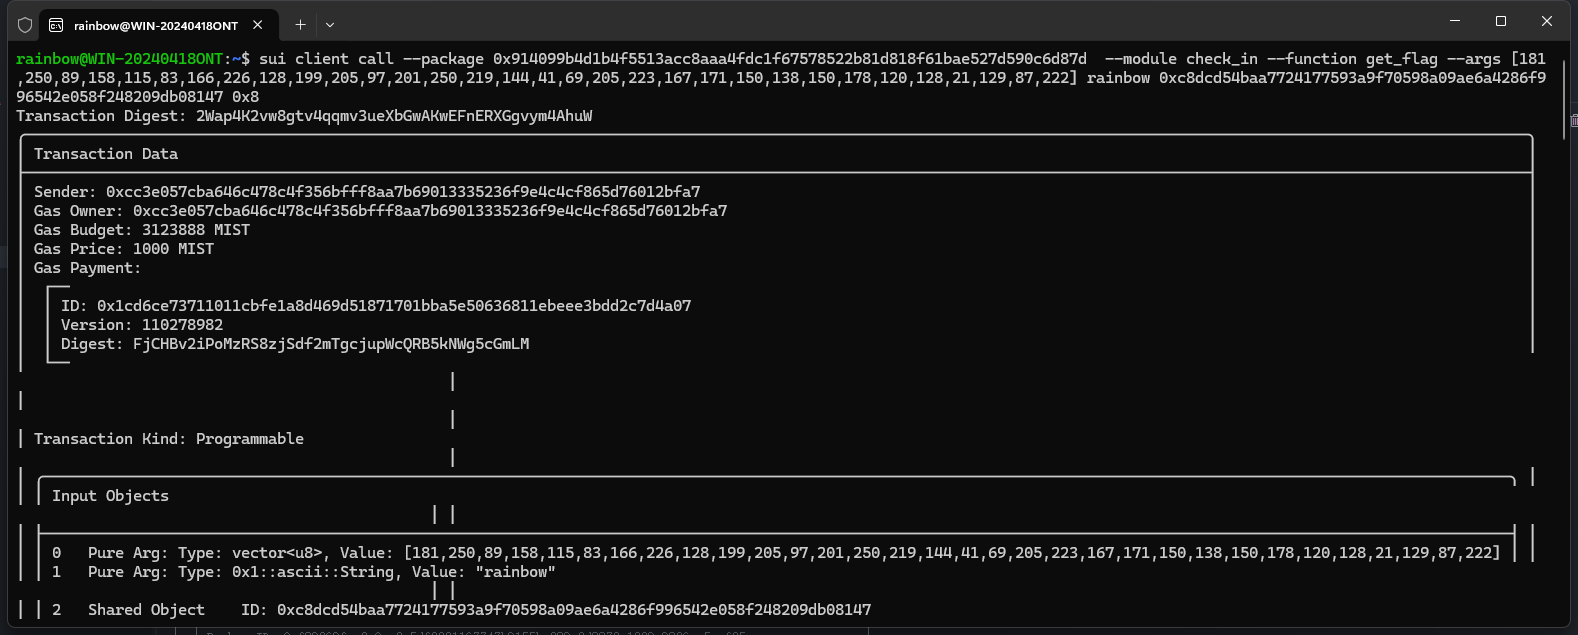 rainbow@WIN-20240418ONT
rainbow@WIN-20240418ONT:~$ sui client call --package 0x914099b4d1b4f5513acc8aaa4fdc1f67578522b81d818f61bae527d590c6d87d  --module check_in --function get_flag --args [181
,250,89,158,115,83,166,226,128,199,205,97,201,250,219,144,41,69,205,223,167,171,150,138,150,178,120,128,21,129,87,222] rainbow 0xc8dcd54baa7724177593a9f70598a09ae6a4286f9
96542e058f248209db08147 0x8
Transaction Digest: 2Wap4K2vw8gtv4qqmv3ueXbGwAKwEFnERXGgvym4AhuW
Transaction Data
Sender: 0xcc3e057cba646c478c4f356bfff8aa7b69013335236f9e4c4cf865d76012bfa7
Gas Owner: 0xcc3e057cba646c478c4f356bfff8aa7b69013335236f9e4c4cf865d76012bfa7
Gas Budget: 3123888 MIST
Gas Price: 1000 MIST
Gas Payment:
ID: 0x1cd6ce73711011cbfe1a8d469d51871701bba5e50636811ebeee3bdd2c7d4a07
Version: 110278982
Digest: FjCHBv2iPoMzRS8zjSdf2mTgcjupWcQRB5kNWg5cGmLM
Transaction Kind: Programmable
Input Objects
0   Pure Arg: Type: vector<u8>, Value: [181,250,89,158,115,83,166,226,128,199,205,97,201,250,219,144,41,69,205,223,167,171,150,138,150,178,120,128,21,129,87,222]
1   Pure Arg: Type: 0x1::ascii::String, Value: "rainbow"
2   Shared Object    ID: 0xc8dcd54baa7724177593a9f70598a09ae6a4286f996542e058f248209db08147